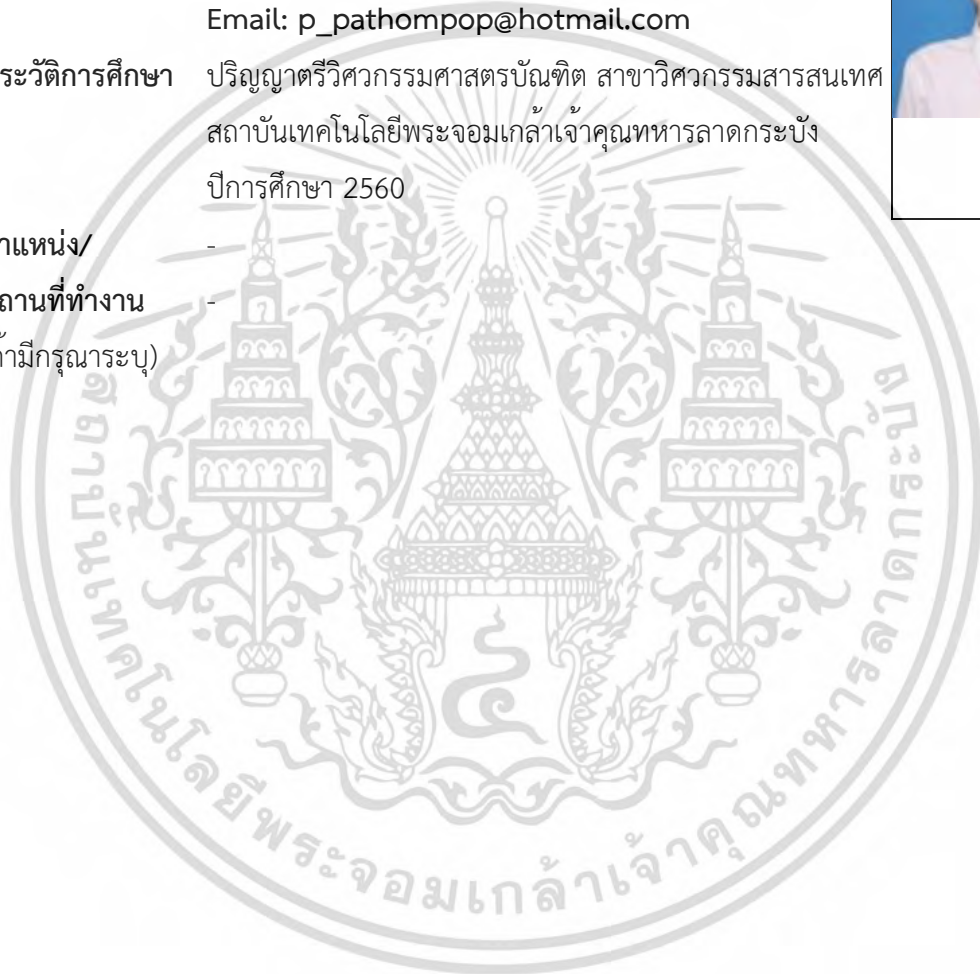 Email: p_pathompop@hotmail.com
ระวัติการศึกษา ปริญญาตรีวิศวกรรมศาสตรบัณฑิต สาขาวิศวกรรมสารสนเทศ
สถาบันเทคโนโลยีพระจอมเกล้าเจ้าคุณทหารลาดกระบัง
ปีการศึกษา 2560
าแหน่ง/ -
ถานที่ทำงาน -
ถ้ามีกรุณาระบุ)
สถาบันเทคโนโลยีพระจอมเกล้าเจ้าคุณทหารลาดกระบัง